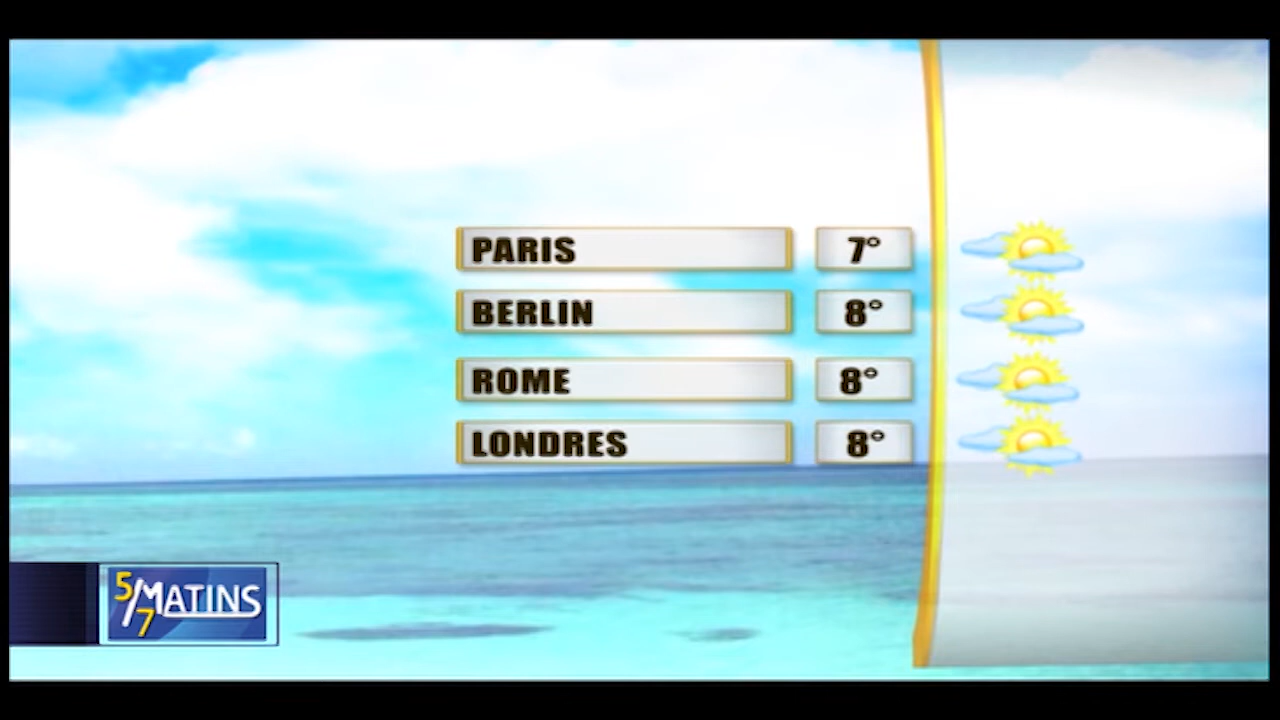 PARIS 7°
BERLIN 8°
ROME 8°
LONDRES 8°
5/7 MATINS